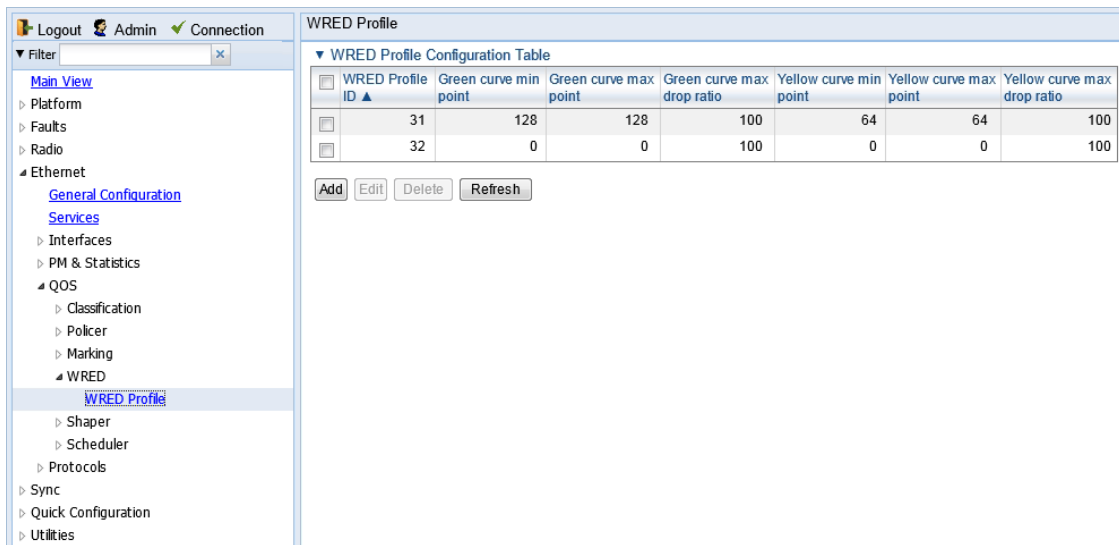 Logout Admin Connection
Filter
Main View
Platform
Faults
Radio
Ethernet
General Configuration
Services
Interfaces
PM & Statistics
QOS
Classification
Policer
Marking
WRED
WRED Profile
Shaper
Scheduler
Protocols
Sync
Quick Configuration
Utilities
WRED Profile
WRED Profile Configuration Table
WRED Profile Green curve min Green curve max Green curve max Yellow curve min Yellow curve max Yellow curve max
ID ▲ point point drop ratio point point drop ratio
31 128 128 100 64 64 100
32 0 0 100 0 0 100
Add Edit Delete Refresh